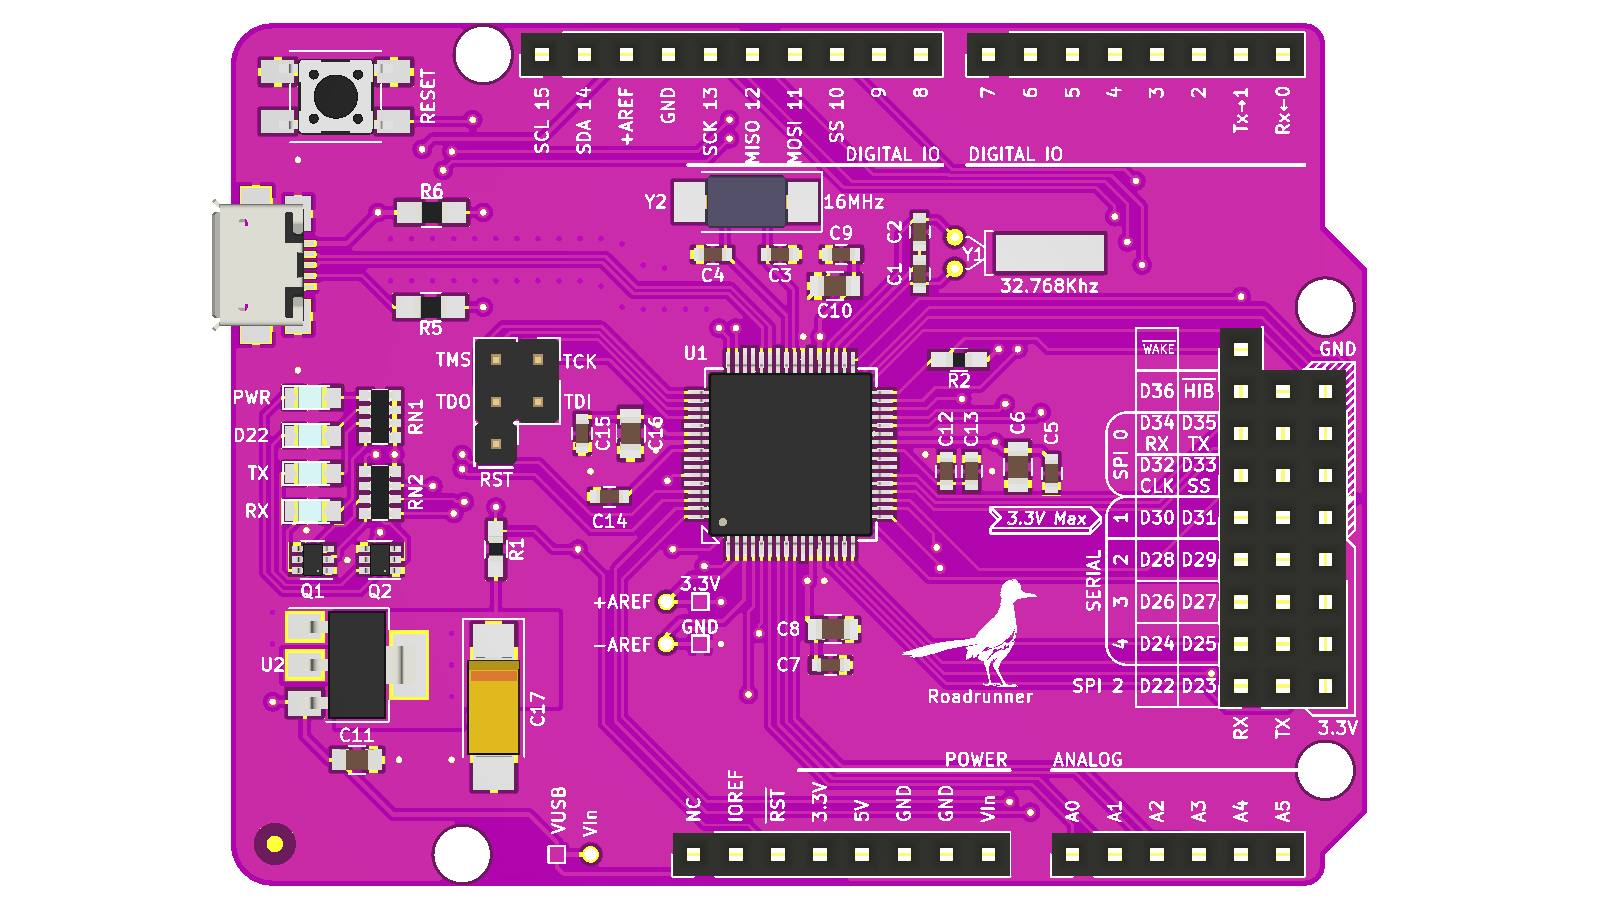 RESET
SCL 15
SDA 14
+AREF
GND
SCK 13
MISO 12
MOSI 11
SS 10
9
8
7
6
5
4
3
2
Tx→1
Rx←0
DIGITAL IO
DIGITAL IO
R6
Y2
16MHz
C4
C3
C9
C10
C2
C1
Y1
32.768Khz
R5
TMS
TCK
TDO
TDI
RST
U1
R2
WAKE
GND
PWR
D22
TX
RX
RN1
RN2
Q1
Q2
C15
C16
C14
R1
C12
C13
C6
C5
D36
HIB
SPI 0
D34
RX
D35
TX
D32
CLK
D33
SS
3.3V Max
SERIAL
1
D30
D31
2
D28
D29
3
D26
D27
4
D24
D25
SPI 2
D22
D23
RX
TX
3.3V
3.3V
+AREF
GND
−AREF
C8
C7
Roadrunner
U2
C11
C17
POWER
ANALOG
VUSB
VIn
NC
IOREF
RST
3.3V
5V
GND
GND
VIn
A0
A1
A2
A3
A4
A5